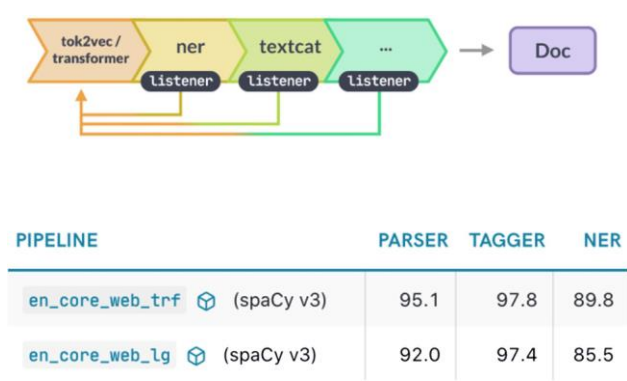 tok2vec /
transformer
ner
textcat
...
Doc
listener
listener
listener
PIPELINE PARSER TAGGER NER
en_core_web_trf (spaCy v3) 95.1 97.8 89.8
en_core_web_lg (spaCy v3) 92.0 97.4 85.5